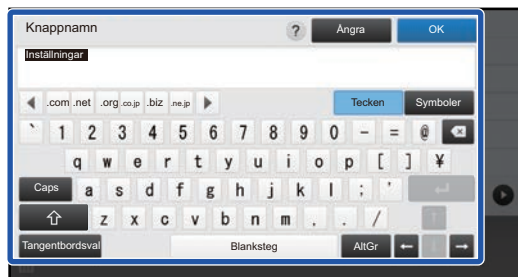 Knappnamn ? Ångra OK
Inställningar
.com .net .org .co.jp .biz .ne.jp Tecken Symboler
` 1 2 3 4 5 6 7 8 9 0 - = @
q w e r t y u i o p [ ] ¥
Caps a s d f g h j k l ; '
z x c v b n m , . /
Tangentbordsval Blanksteg AltGr